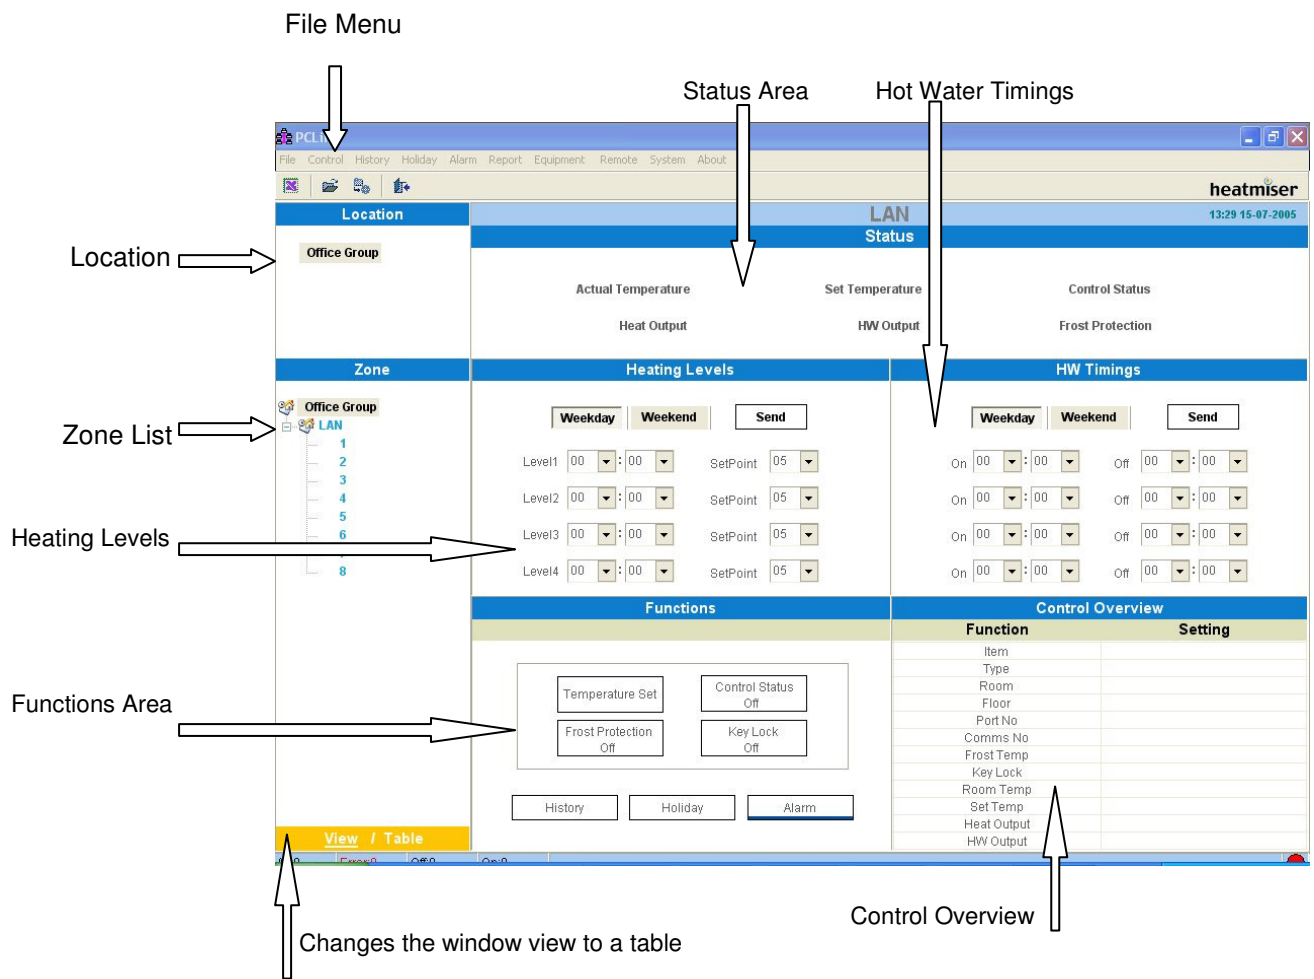 File Menu
Status Area
Hot Water Timings
File Control History Holiday Alarm Report Equipment Remote System About
heatmiser
Location
LAN
13:29 15-07-2005
Status
Location
Office Group
Actual Temperature Set Temperature Control Status
Heat Output HW Output Frost Protection
Zone
Heating Levels
HW Timings
Zone List
Office Group
LAN
1
2
3
4
5
6
8
Weekday Weekend Send
Level1 00 : 00 SetPoint 05
Level2 00 : 00 SetPoint 05
Level3 00 : 00 SetPoint 05
Level4 00 : 00 SetPoint 05
Weekday Weekend Send
On 00 : 00 Off 00 : 00
On 00 : 00 Off 00 : 00
On 00 : 00 Off 00 : 00
On 00 : 00 Off 00 : 00
Heating Levels
Functions
Control Overview
Function Setting
Item
Type
Room
Floor
Port No
Comms No
Frost Temp
Key Lock
Room Temp
Set Temp
Heat Output
HW Output
Functions Area
Temperature Set
Control Status
Off
Frost Protection
Off
Key Lock
Off
History Holiday Alarm
View / Table
Error:0 Off:0 On:0
Control Overview
Changes the window view to a table